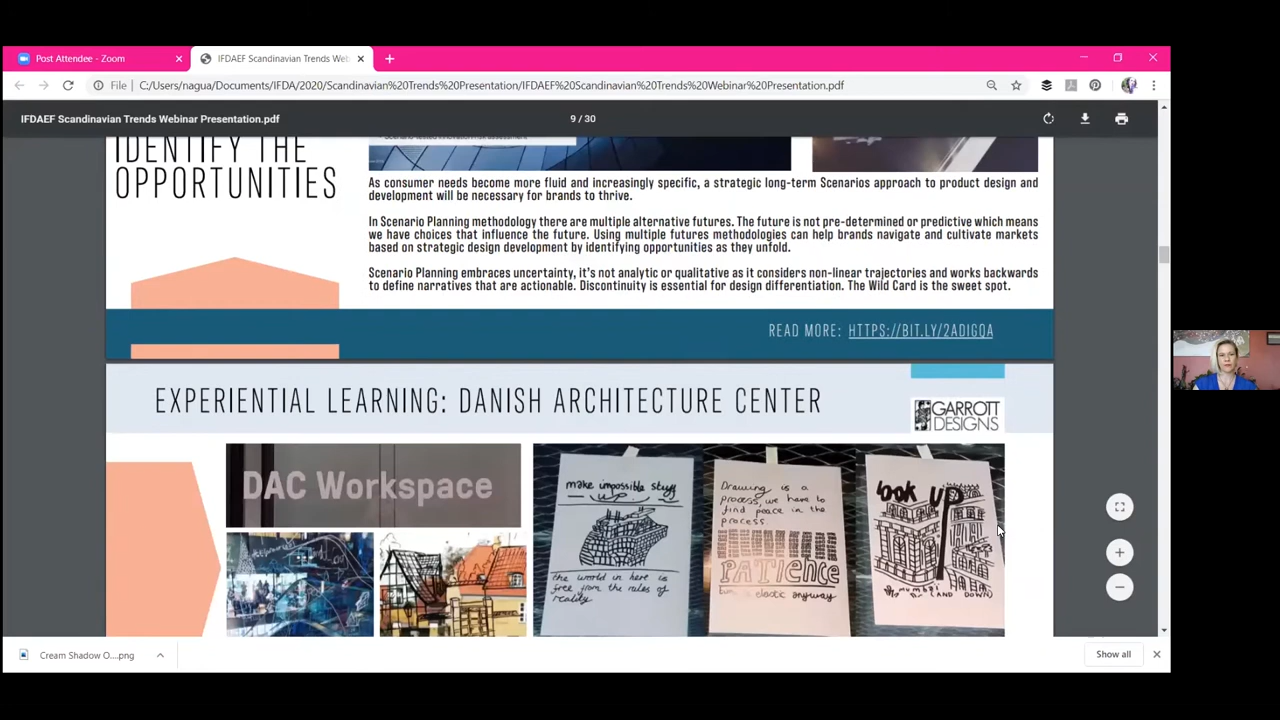 Post Attendee - Zoom
IFDAEF Scandinavian Trends Web
File C:/Users/nagua/Documents/IFDA/2020/Scandinavian%20Trends%20Presentation/IFDAEF%20Scandinavian%20Trends%20Webinar%20Presentation.pdf
IFDAEF Scandinavian Trends Webinar Presentation.pdf
9 / 30
IDENTIFY THE
OPPORTUNITIES
As consumer needs become more fluid and increasingly specific, a strategic long-term Scenarios approach to product design and
development will be necessary for brands to thrive.
In Scenario Planning methodology there are multiple alternative futures. The future is not pre-determined or predictive which means
we have choices that influence the future. Using multiple futures methodologies can help brands navigate and cultivate markets
based on strategic design development by identifying opportunities as they unfold.
Scenario Planning embraces uncertainty, it's not analytic or qualitative as it considers non-linear trajectories and works backwards
to define narratives that are actionable. Discontinuity is essential for design differentiation. The Wild Card is the sweet spot.
READ MORE: HTTPS://BIT.LY/2ADIGQA
EXPERIENTIAL LEARNING: DANISH ARCHITECTURE CENTER
GARROTT
DESIGNS
DAC Workspace
make impossible stuff
the world in here is
free from the rules of
reality
Drawing is a
process, we have to
find peace in the
process.
PATIENCE
elastic anyway
look UP
mumbai
LAND DOWN
Cream Shadow O....png
Show all